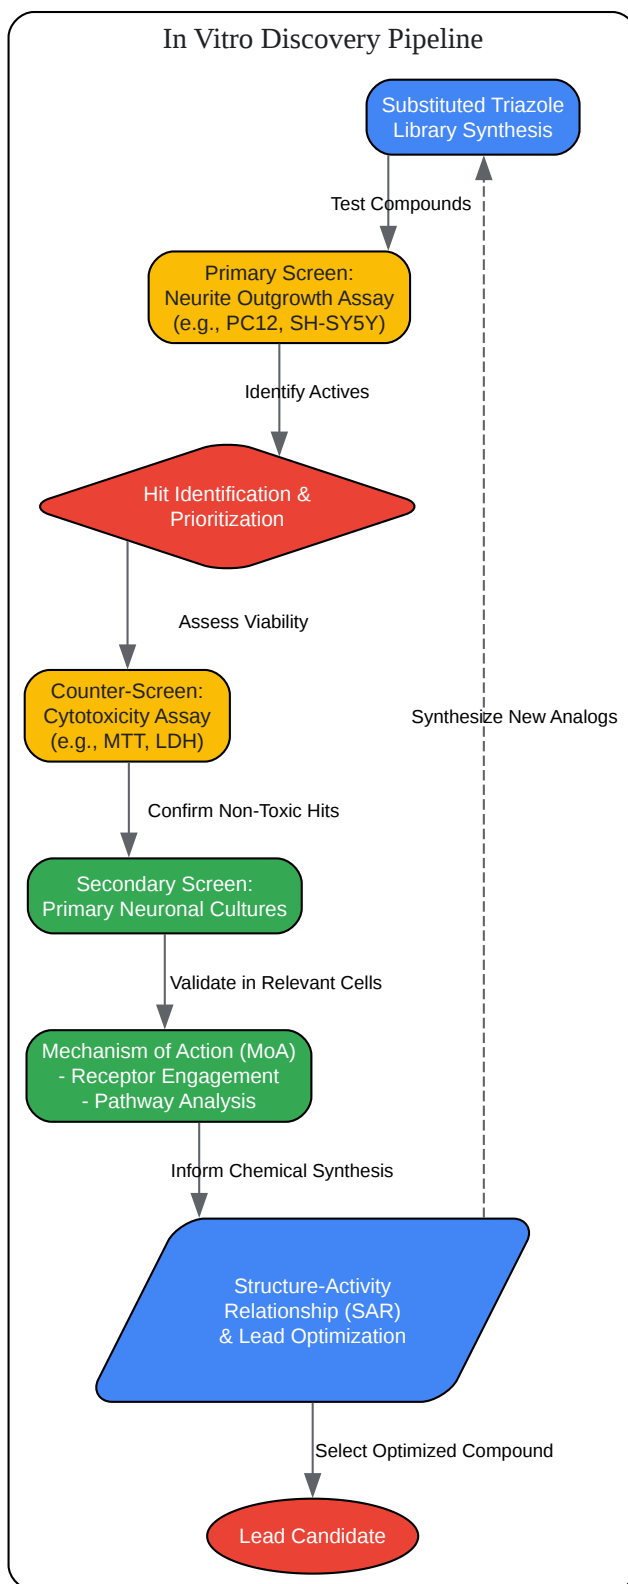 In Vitro Discovery Pipeline
Substituted Triazole
Library Synthesis
Test Compounds
Primary Screen:
Neurite Outgrowth Assay
(e.g., PC12, SH-SY5Y)
Identify Actives
Hit Identification &
Prioritization
Assess Viability
Counter-Screen:
Cytotoxicity Assay
(e.g., MTT, LDH)
Synthesize New Analogs
Confirm Non-Toxic Hits
Secondary Screen:
Primary Neuronal Cultures
Validate in Relevant Cells
Mechanism of Action (MoA)
- Receptor Engagement
- Pathway Analysis
Inform Chemical Synthesis
Structure-Activity
Relationship (SAR)
& Lead Optimization
Select Optimized Compound
Lead Candidate